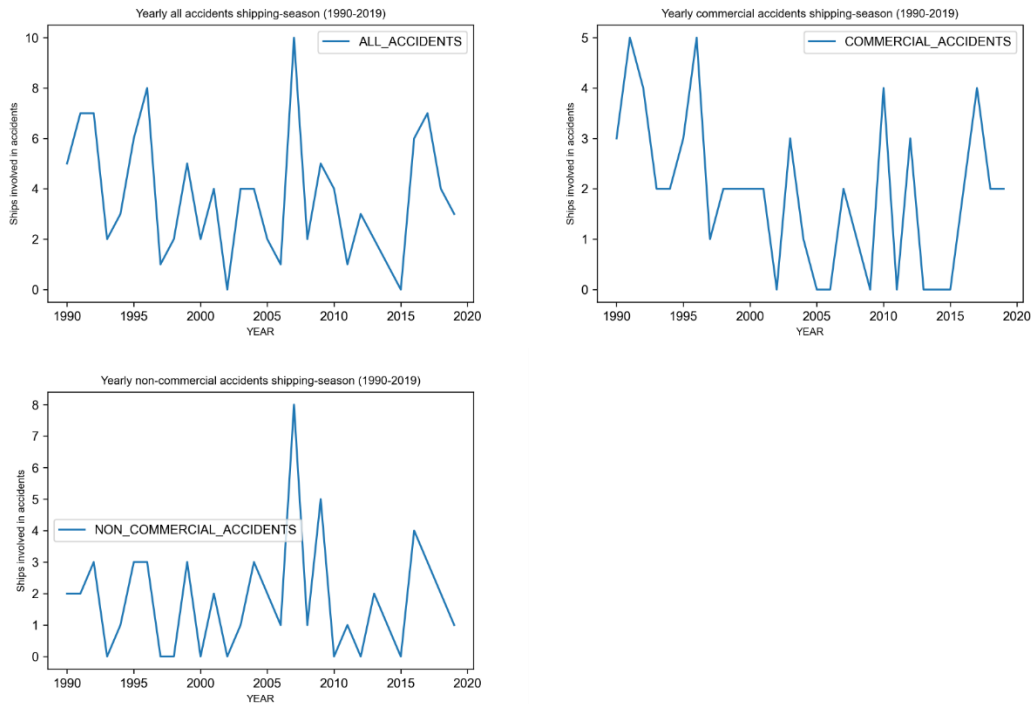 Yearly all accidents shipping-season (1990-2019)
ALL_ACCIDENTS
Ships involved in accidents
10
8
6
4
2
0
1990 1995 2000 2005 2010 2015 2020
YEAR
Yearly commercial accidents shipping-season (1990-2019)
COMMERCIAL_ACCIDENTS
Ships involved in accidents
5
4
3
2
1
0
1990 1995 2000 2005 2010 2015 2020
YEAR
Yearly non-commercial accidents shipping-season (1990-2019)
NON_COMMERCIAL_ACCIDENTS
Ships involved in accidents
8
7
6
5
4
3
2
1
0
1990 1995 2000 2005 2010 2015 2020
YEAR